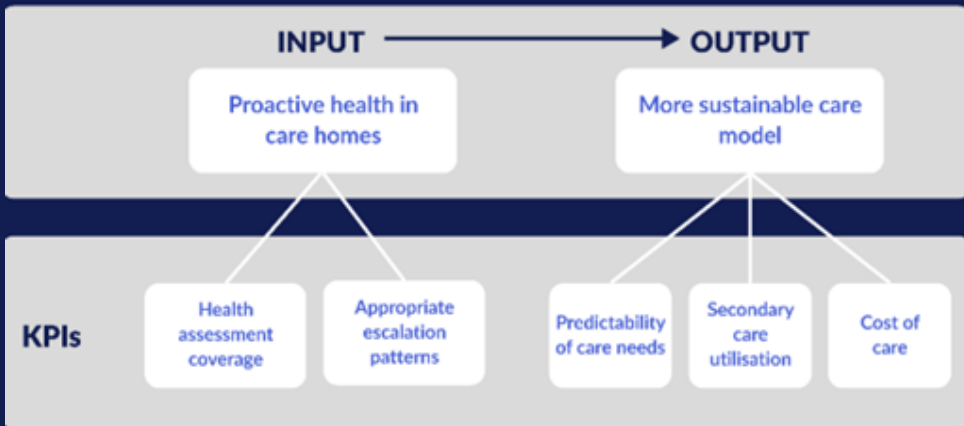 INPUT
OUTPUT
Proactive health in
care homes
More sustainable care
model
KPIs
Health
assessment
coverage
Appropriate
escalation
patterns
Predictability
of care needs
Secondary
care
utilisation
Cost of
care